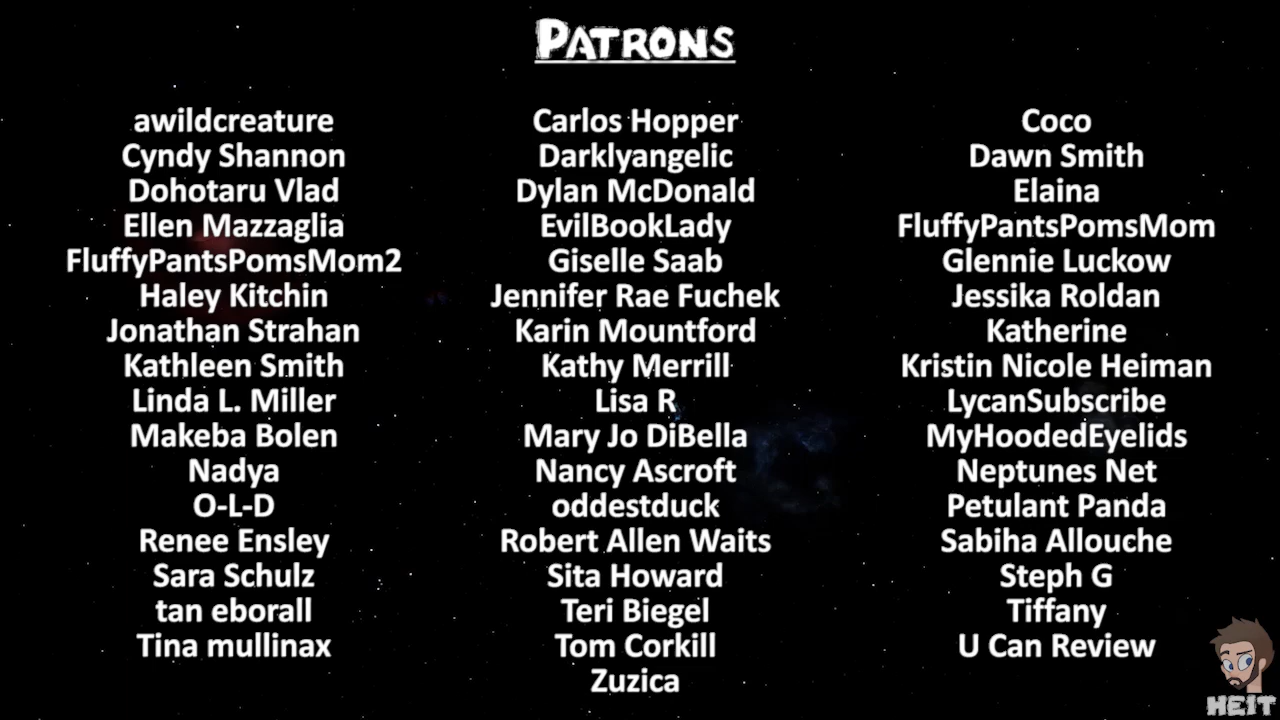 PATRONS
awildcreature
Carlos Hopper
Coco
Cyndy Shannon
Darklyangelic
Dawn Smith
Dohotaru Vlad
Dylan McDonald
Elaina
Ellen Mazzaglia
EvilBookLady
FluffyPantsPomsMom
FluffyPantsPomsMom2
Giselle Saab
Glennie Luckow
Haley Kitchin
Jennifer Rae Fuchek
Jessika Roldan
Jonathan Strahan
Karin Mountford
Katherine
Kathleen Smith
Kathy Merrill
Kristin Nicole Heiman
Linda L. Miller
Lisa R
LycanSubscribe
Makeba Bolen
Mary Jo DiBella
MyHoodedEyelids
Nadya
Nancy Ascroft
Neptunes Net
O-L-D
oddestduck
Petulant Panda
Renee Ensley
Robert Allen Waits
Sabiha Allouche
Sara Schulz
Sita Howard
Steph G
tan eborall
Teri Biegel
Tiffany
Tina mullinax
Tom Corkill
U Can Review
Zuzica
HEIT